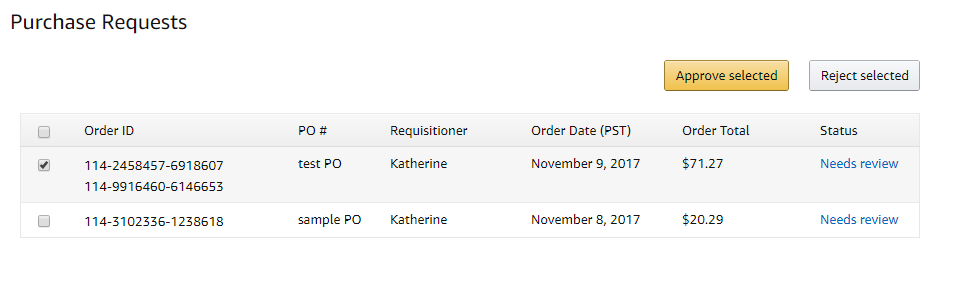 Purchase Requests
Approve selected Reject selected
Order ID PO # Requisitioner Order Date (PST) Order Total Status
114-2458457-6918607 test PO Katherine November 9, 2017 $71.27 Needs review
114-9916460-6146653
114-3102336-1238618 sample PO Katherine November 8, 2017 $20.29 Needs review